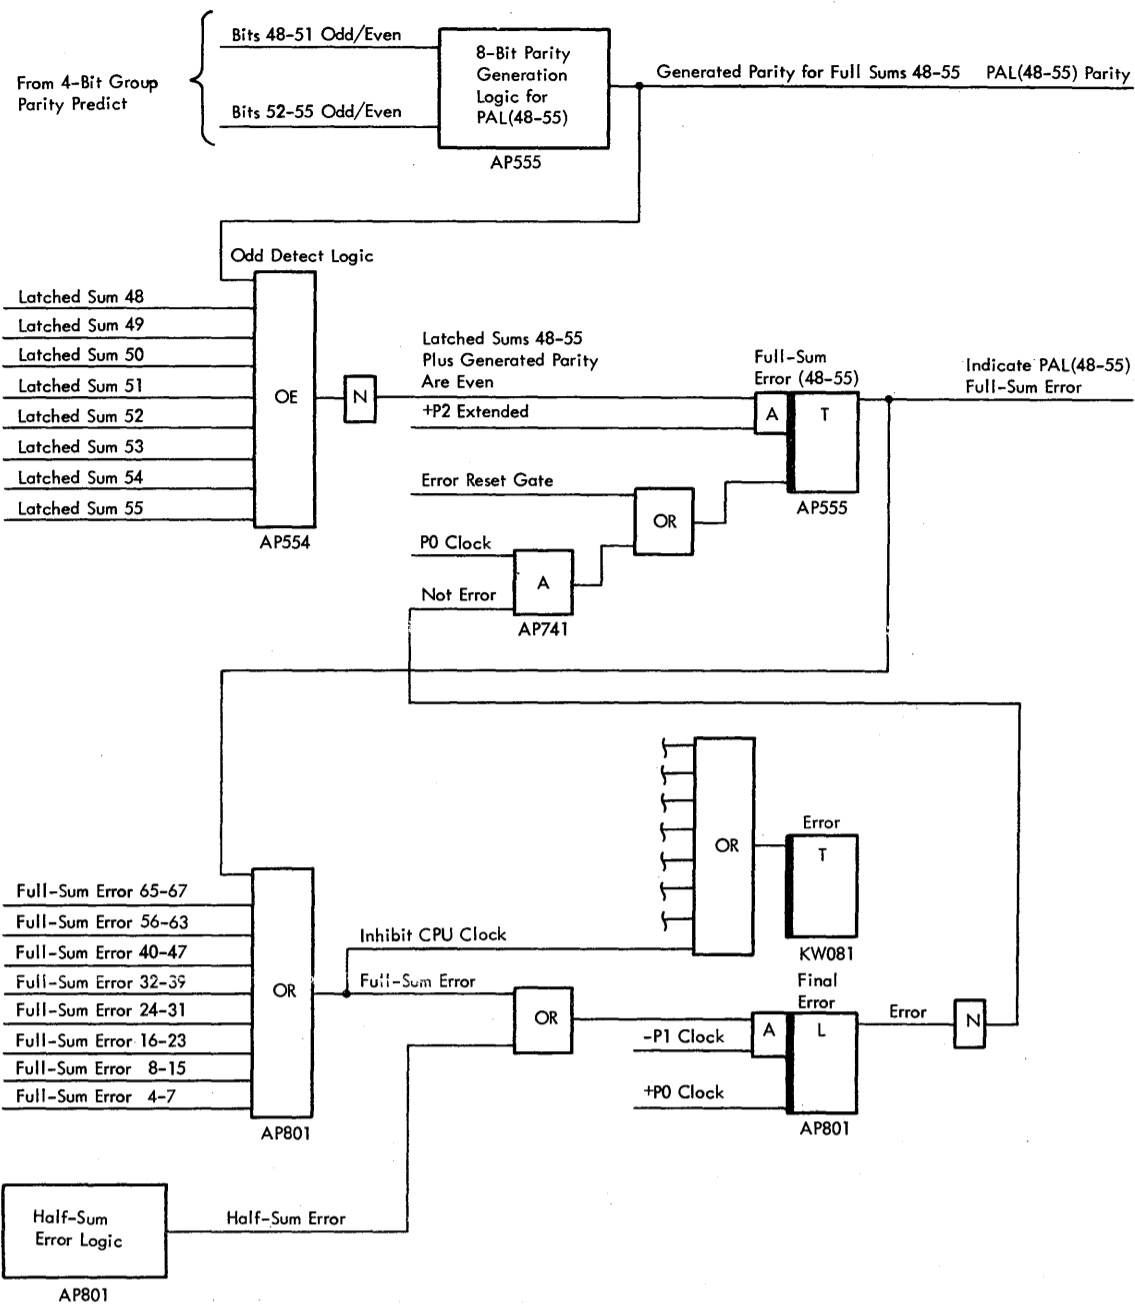 Bits 48-51 Odd/Even
From 4-Bit Group
Parity Predict
Bits 52-55 Odd/Even
8-Bit Parity
Generation
Logic for
PAL(48-55)
AP555
Generated Parity for Full Sums 48-55
PAL(48-55) Parity
Odd Detect Logic
Latched Sum 48
Latched Sum 49
Latched Sum 50
Latched Sum 51
Latched Sum 52
Latched Sum 53
Latched Sum 54
Latched Sum 55
OE
AP554
N
Latched Sums 48-55
Plus Generated Parity
Are Even
+P2 Extended
Full-Sum
Error (48-55)
A
T
AP555
Indicate PAL(48-55)
Full-Sum Error
Error Reset Gate
OR
P0 Clock
Not Error
A
AP741
OR
Error
T
KW081
Full-Sum Error 65-67
Full-Sum Error 56-63
Full-Sum Error 40-47
Full-Sum Error 32-39
Full-Sum Error 24-31
Full-Sum Error 16-23
Full-Sum Error 8-15
Full-Sum Error 4-7
OR
AP801
Inhibit CPU Clock
Full-Sum Error
OR
-P1 Clock
+P0 Clock
Final
Error
A
L
AP801
Error
N
Half-Sum
Error Logic
AP801
Half-Sum Error